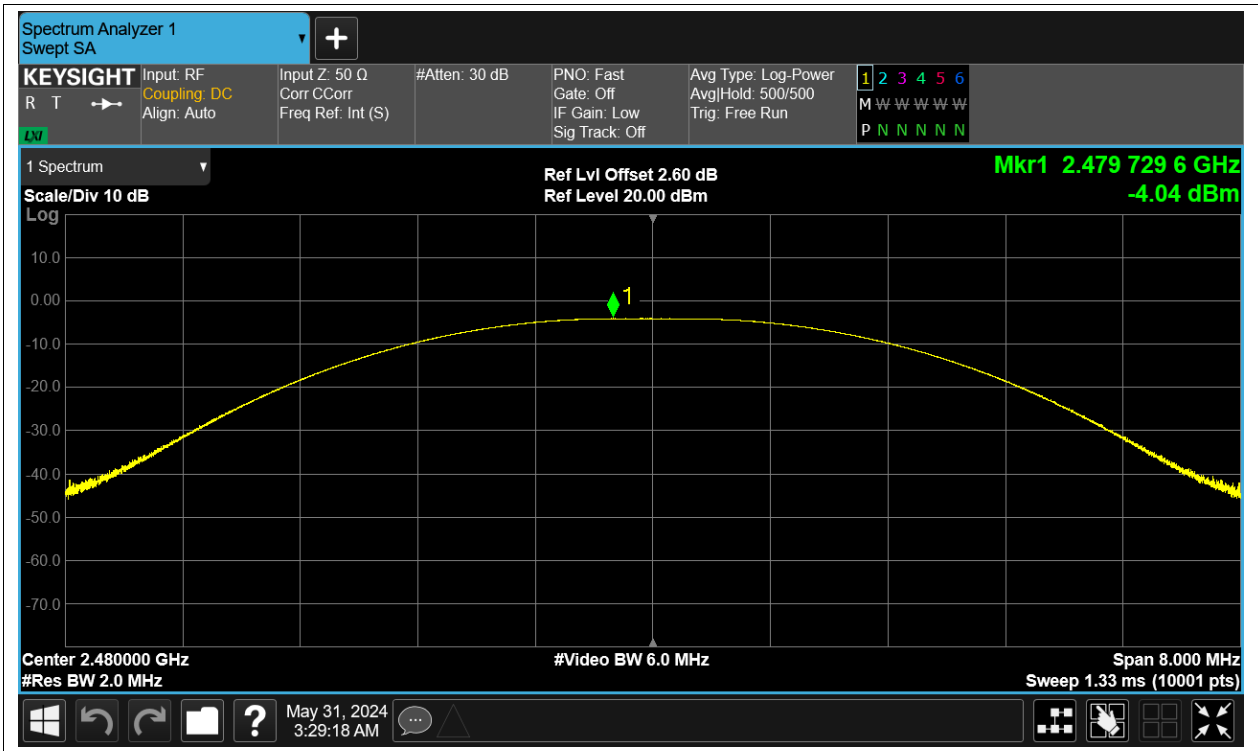 Spectrum Analyzer 1
Swept SA
KEYSIGHT
R T
LXI
Input: RF
Coupling: DC
Align: Auto
Input Z: 50 Ω
Corr CCorr
Freq Ref: Int (S)
#Atten: 30 dB
PNO: Fast
Gate: Off
IF Gain: Low
Sig Track: Off
Avg Type: Log-Power
Avg|Hold: 500/500
Trig: Free Run
1 2 3 4 5 6
M W W W W W
P N N N N N
1 Spectrum
Scale/Div 10 dB
Log
Ref Lvl Offset 2.60 dB
Ref Level 20.00 dBm
Mkr1 2.479 729 6 GHz
-4.04 dBm
10.0
0.00
1
-10.0
-20.0
-30.0
-40.0
-50.0
-60.0
-70.0
Center 2.480000 GHz
#Video BW 6.0 MHz
Span 8.000 MHz
#Res BW 2.0 MHz
Sweep 1.33 ms (10001 pts)
?
May 31, 2024
3:29:18 AM